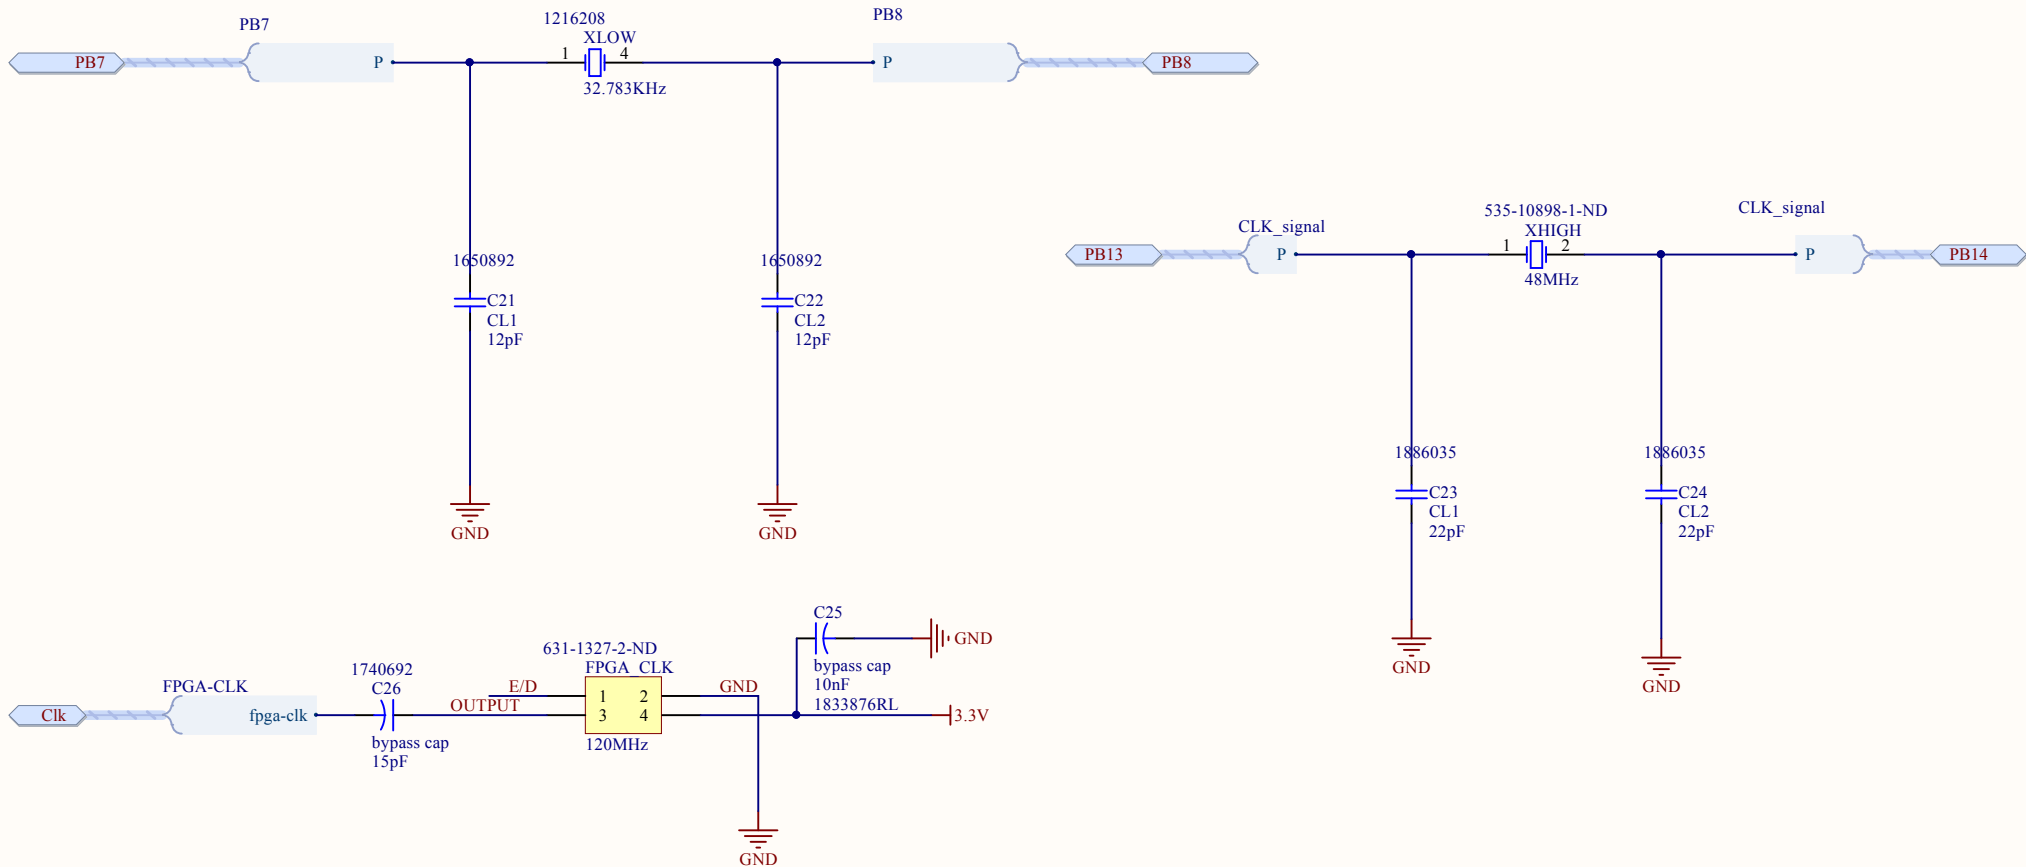 PB7
1216208
XLOW
PB8
PB7
P
1
4
P
PB8
32.783KHz
1650892
C21
CL1
12pF
1650892
C22
CL2
12pF
GND
GND
CLK_signal
535-10898-1-ND
XHIGH
CLK_signal
PB13
P
1
2
P
PB14
48MHz
1886035
C23
CL1
22pF
1886035
C24
CL2
22pF
GND
GND
FPGA-CLK
Clk
fpga-clk
1740692
C26
bypass cap
15pF
631-1327-2-ND
FPGA_CLK
E/D
OUTPUT
1
2
3
4
120MHz
GND
C25
GND
bypass cap
10nF
1833876RL
3.3V
GND